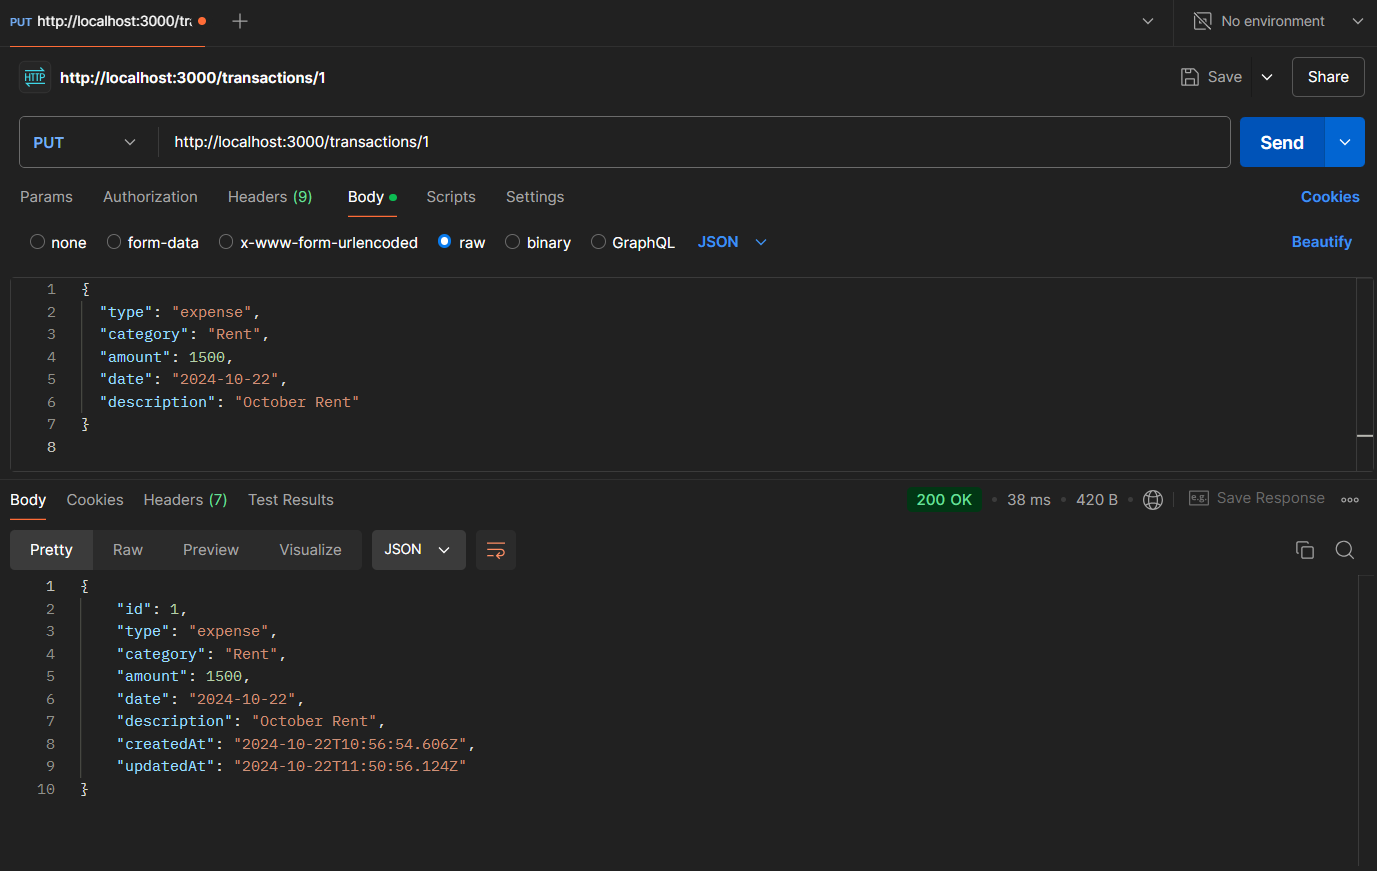 PUT http://localhost:3000/tr
No environment
HTTP http://localhost:3000/transactions/1
Save
Share
PUT
http://localhost:3000/transactions/1
Send
Params Authorization Headers (9) Body Scripts Settings Cookies
none form-data x-www-form-urlencoded raw binary GraphQL JSON Beautify
1 {
2 "type": "expense",
3 "category": "Rent",
4 "amount": 1500,
5 "date": "2024-10-22",
6 "description": "October Rent"
7 }
8
Body Cookies Headers (7) Test Results 200 OK • 38 ms • 420 B • e.g. Save Response
Pretty Raw Preview Visualize JSON
1 {
2 "id": 1,
3 "type": "expense",
4 "category": "Rent",
5 "amount": 1500,
6 "date": "2024-10-22",
7 "description": "October Rent",
8 "createdAt": "2024-10-22T10:56:54.606Z",
9 "updatedAt": "2024-10-22T11:50:56.124Z"
10 }